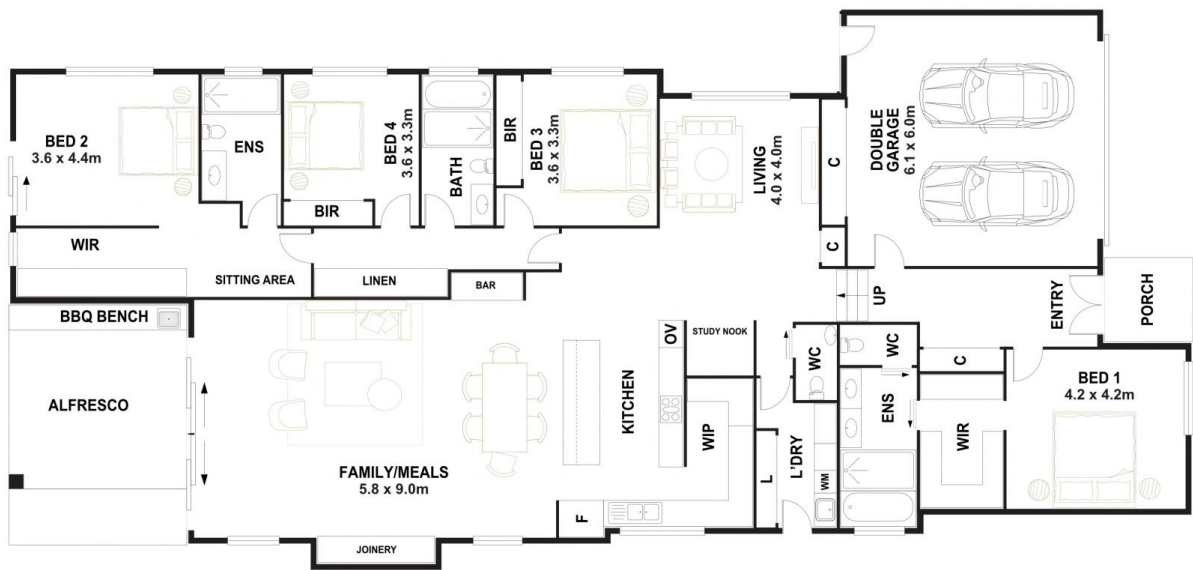 BED 2
3.6 x 4.4m
ENS
BED 4
3.6 x 3.3m
BIR
BATH
BIR
BED 3
3.6 x 3.3m
LIVING
4.0 x 4.0m
C
C
DOUBLE
GARAGE
6.1 x 6.0m
WIR
SITTING AREA
LINEN
BAR
UP
ENTRY
PORCH
BBQ BENCH
ALFRESCO
FAMILY/MEALS
5.8 x 9.0m
JOINERY
KITCHEN
OV
STUDY NOOK
WIP
F
L
L'DRY
WM
WC
WC
ENS
C
WIR
BED 1
4.2 x 4.2m